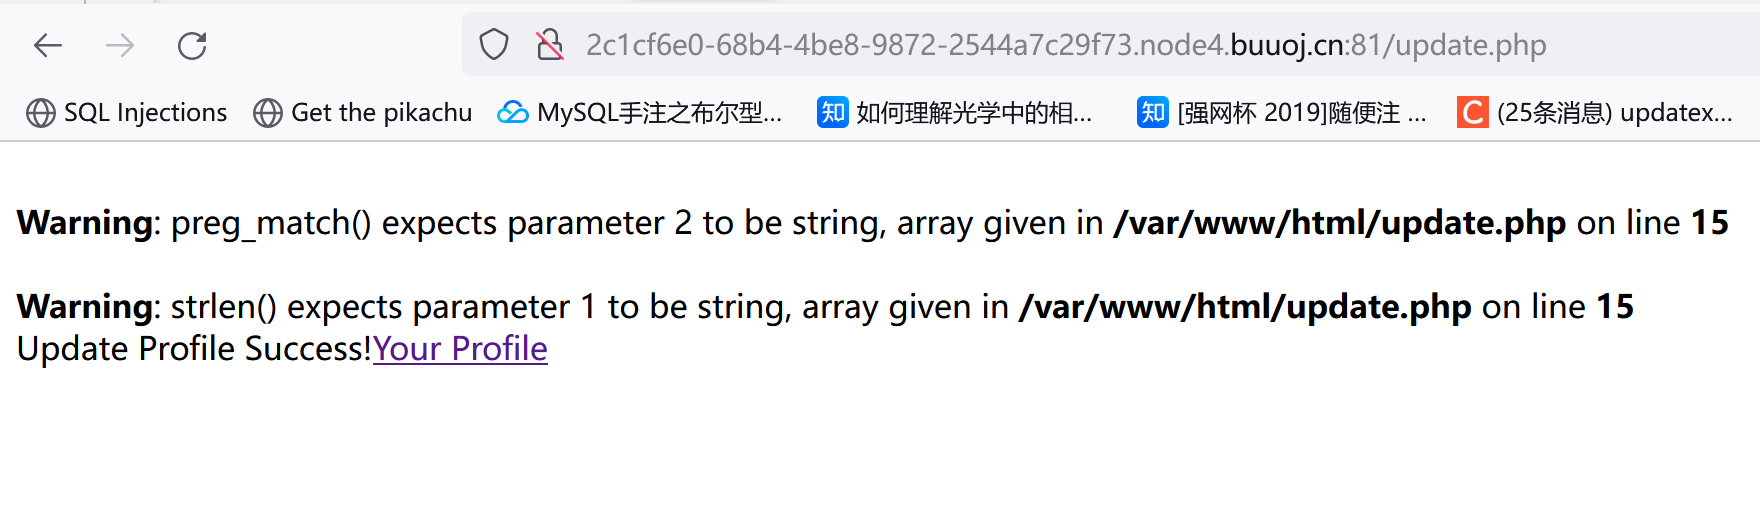 2c1cf6e0-68b4-4be8-9872-2544a7c29f73.node4.buuoj.cn:81/update.php
SQL Injections Get the pikachu MySQL手注之布尔型... 知 如何理解光学中的相... 知 [强网杯 2019]随便注 ... C (25条消息) updatex...
Warning: preg_match() expects parameter 2 to be string, array given in /var/www/html/update.php on line 15
Warning: strlen() expects parameter 1 to be string, array given in /var/www/html/update.php on line 15
Update Profile Success!Your Profile